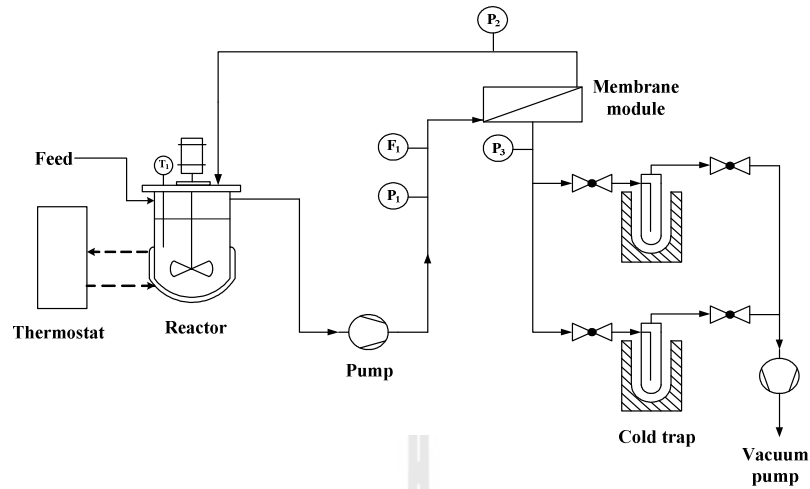 P2
Membrane
module
F1
P3
T1
Feed
P1
Thermostat
Reactor
Pump
Cold trap
Vacuum
pump